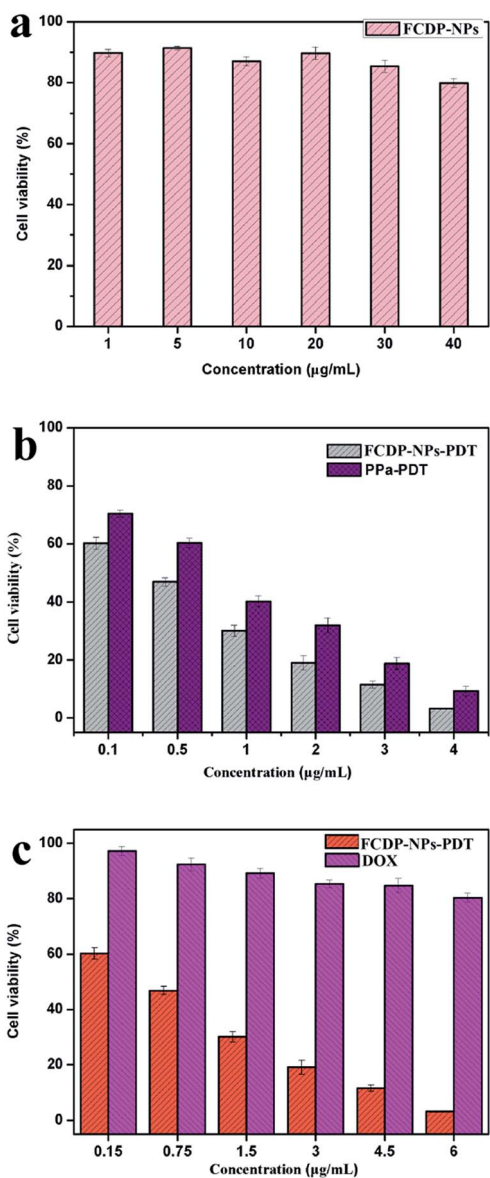 a
FCDP-NPs
100
80
60
40
20
0
Cell viability (%)
1 5 10 20 30 40
Concentration (µg/mL)
b
FCDP-NPs-PDT
PPa-PDT
100
80
60
40
20
0
Cell viability (%)
0.1 0.5 1 2 3 4
Concentration (µg/mL)
c
FCDP-NPs-PDT
DOX
100
80
60
40
20
0
Cell viability (%)
0.15 0.75 1.5 3 4.5 6
Concentration (µg/mL)